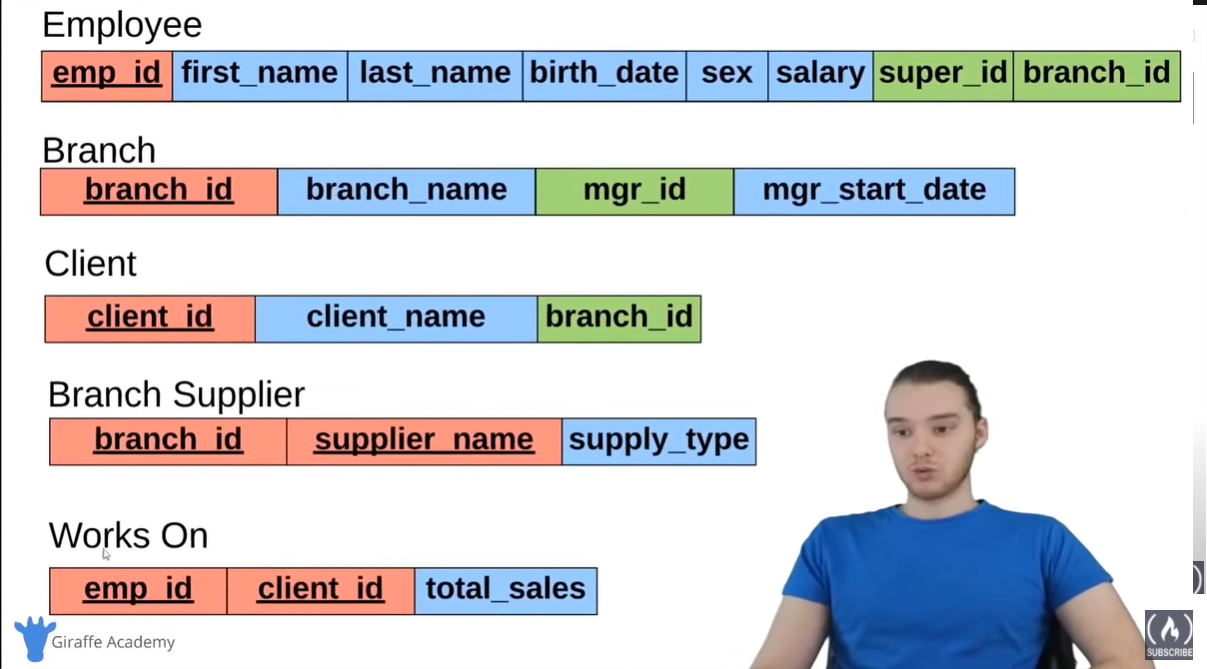 Employee
emp_id first_name last_name birth_date sex salary super_id branch_id
Branch
branch_id branch_name mgr_id mgr_start_date
Client
client_id client_name branch_id
Branch Supplier
branch_id supplier_name supply_type
Works On
emp_id client_id total_sales
Giraffe Academy
SUBSCRIBE